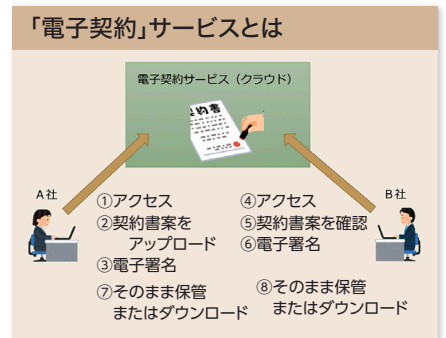 「電子契約」サービスとは
電子契約サービス（クラウド）
契約書
A社
①アクセス
②契約書案を
アップロード
③電子署名
⑦そのまま保管
またはダウンロード
B社
④アクセス
⑤契約書案を確認
⑥電子署名
⑧そのまま保管
またはダウンロード